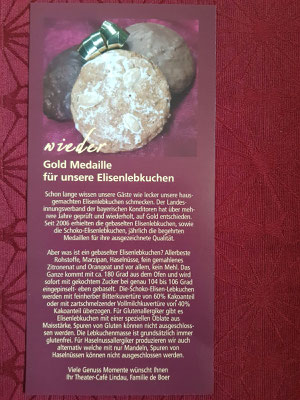 wieder
Gold Medaille
für unsere Elisenlebkuchen
Schon lange wissen unsere Gäste wie lecker unsere haus-
gemachten Elisenlebkuchen schmecken. Der Landes-
innungsverband der bayerischen Konditoren hat über meh-
rere Jahre geprüft und wiederholt, auf Gold entschieden.
Seit 2006 erhielten die gebaselten Elisenlebkuchen, sowie
die Schoko-Elisenlebkuchen, jährlich die begehrten
Medaillen für ihre ausgezeichnete Qualität.
Aber was ist ein gebaselter Elisenlebkuchen? Allerbeste
Rohstoffe, Marzipan, Haselnüsse, fein gemahlenes
Zitronenat und Orangeat und vor allem, kein Mehl. Das
Ganze kommt mit ca. 180 Grad aus dem Ofen und wird
sofort mit gekochtem Zucker bei genau 104 bis 106 Grad
eingepinselt- eben gebaselt. Die-Schoko-Elisen-Lebkuchen
werden mit feinherber Bitterkuvertüre von 60% Kakoanteil
oder mit zartschmelzender Vollmilchkuvertüre von 40%
Kakoanteil überzogen. Für Glutenallergiker gibt es
Elisenlebkuchen mit einer speziellen Oblate aus
Maisstärke, Spuren von Gluten können nicht ausgeschlos-
sen werden. Die Lebkuchenmasse ist grundsätzlich immer
glutenfrei. Für Haselnussallergiker produzieren wir auch
alternativ welche mit nur Mandeln, Spuren von
Haselnüssen können nicht ausgeschlossen werden.
Viele Genuss Momente wünscht Ihnen
Ihr Theater-Café Lindau, Familie de Boer